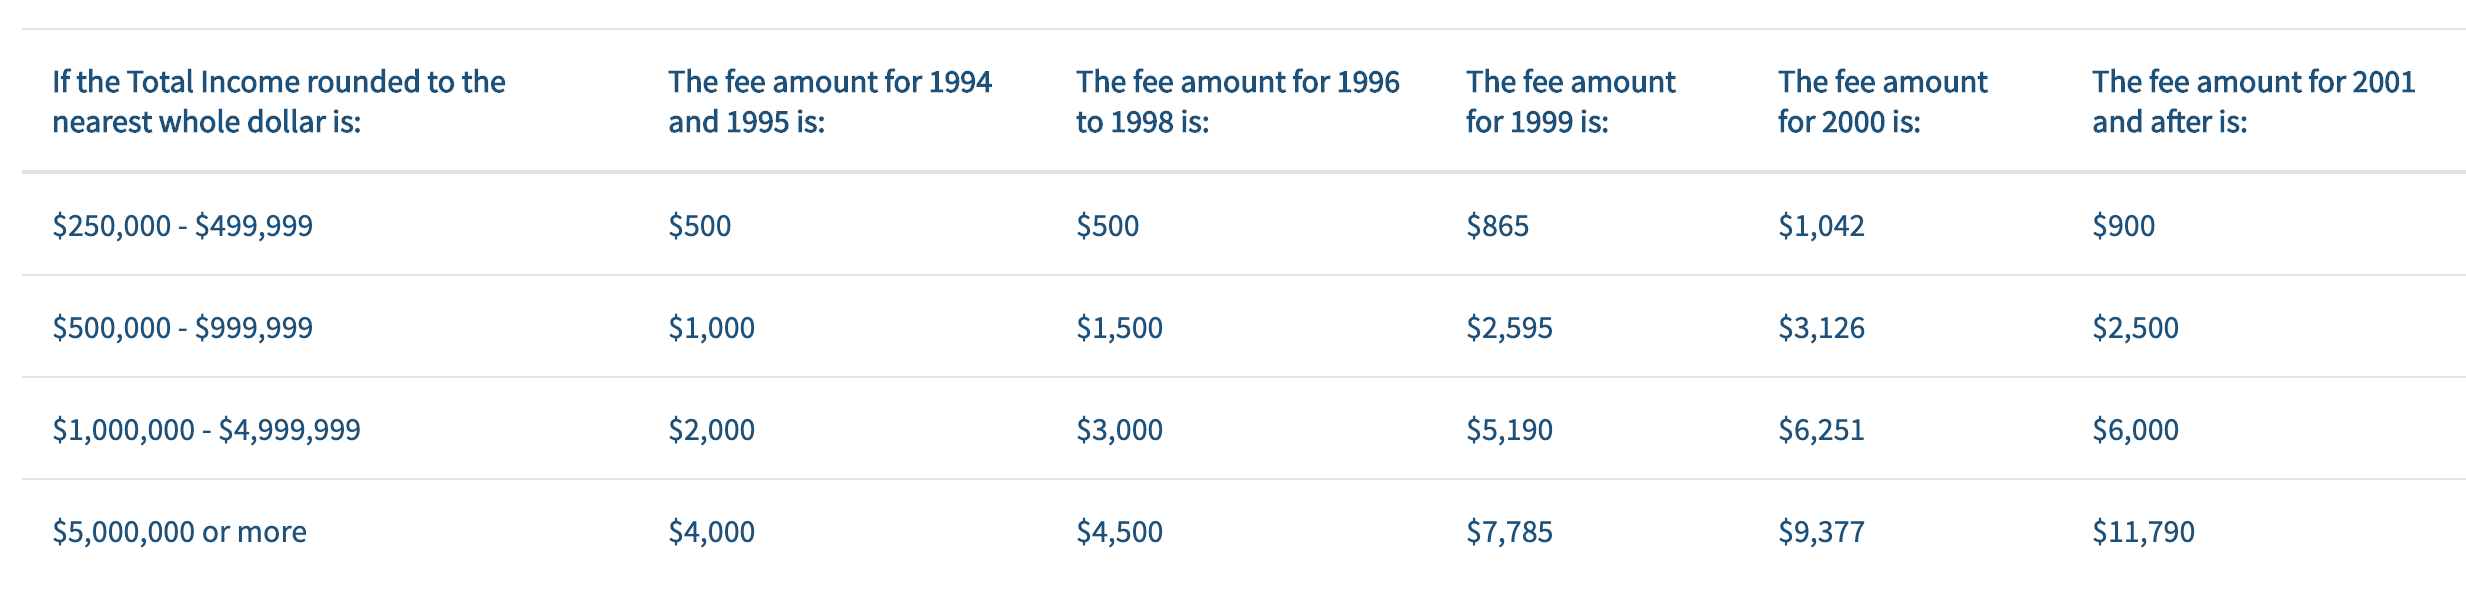 If the Total Income rounded to the nearest whole dollar is:
The fee amount for 1994 and 1995 is:
The fee amount for 1996 to 1998 is:
The fee amount for 1999 is:
The fee amount for 2000 is:
The fee amount for 2001 and after is:
$250,000 - $499,999 $500 $500 $865 $1,042 $900
$500,000 - $999,999 $1,000 $1,500 $2,595 $3,126 $2,500
$1,000,000 - $4,999,999 $2,000 $3,000 $5,190 $6,251 $6,000
$5,000,000 or more $4,000 $4,500 $7,785 $9,377 $11,790